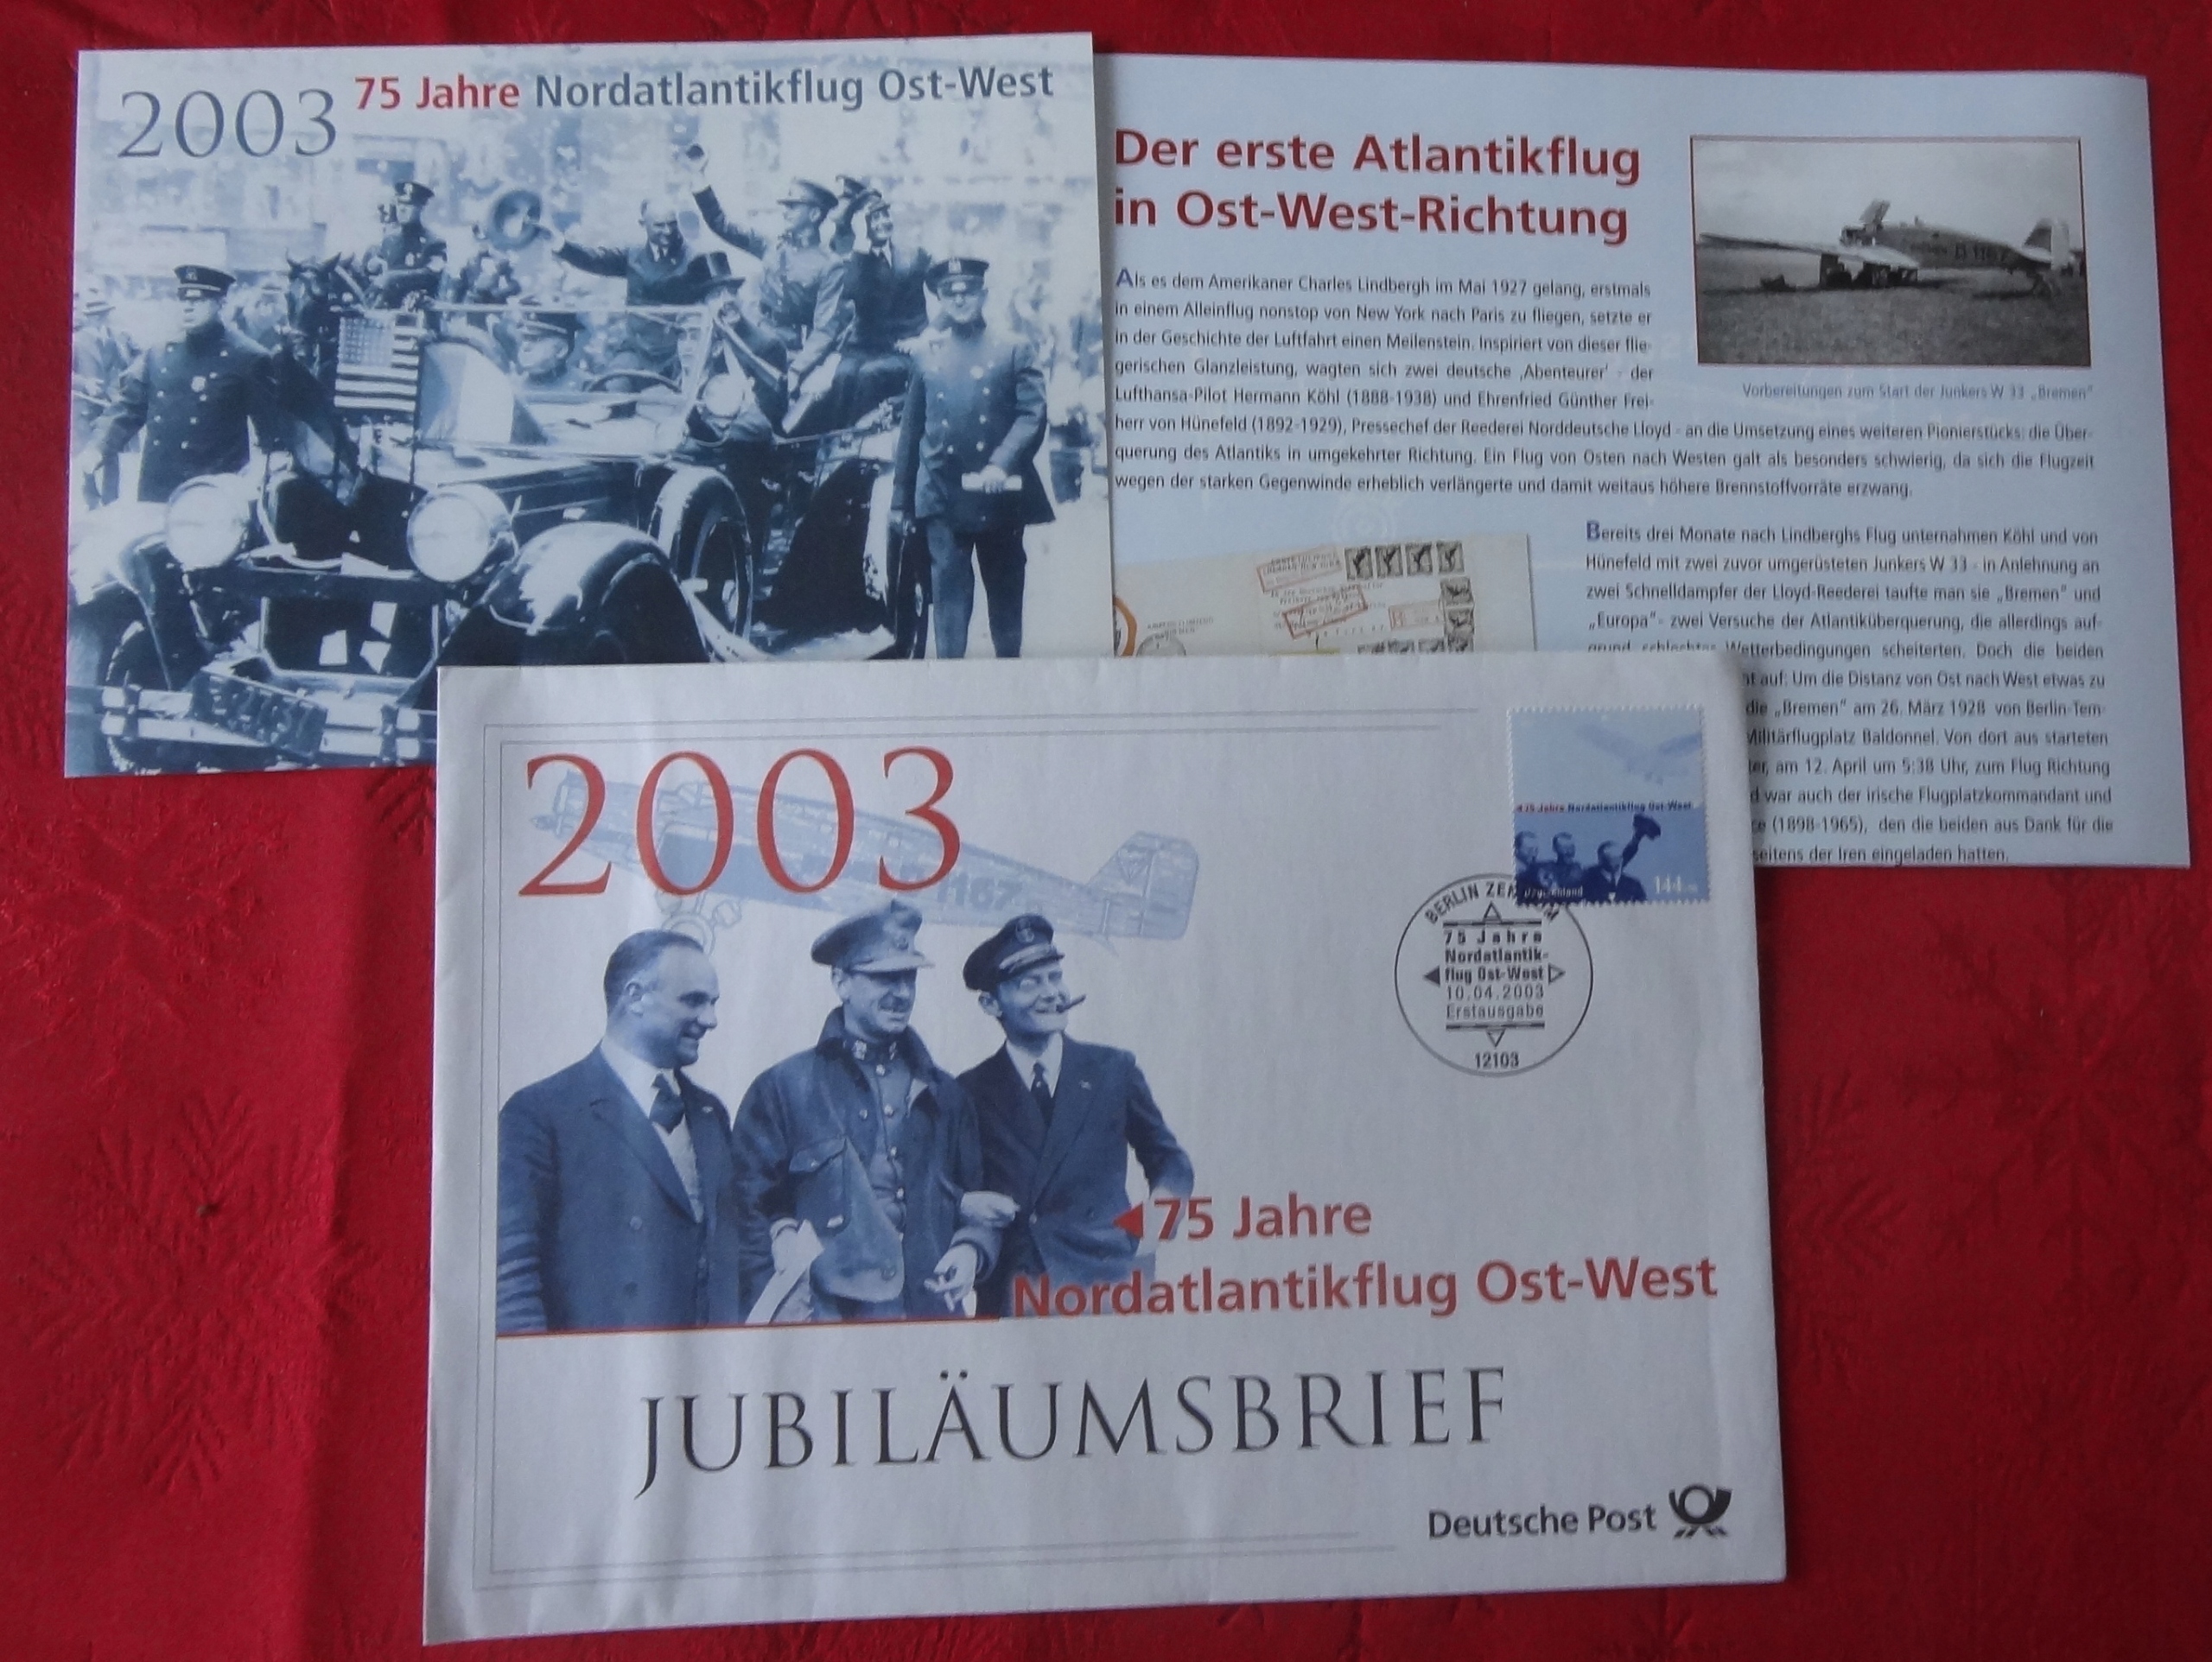 2003 75 Jahre Nordatlantikflug Ost-West
Der erste Atlantikflug
in Ost-West-Richtung
Als es dem Amerikaner Charles Lindbergh im Mai 1927 gelang, erstmals
in einem Alleinflug nonstop von New York nach Paris zu fliegen, setzte er
in der Geschichte der Luftfahrt einen Meilenstein. Inspiriert von dieser flie-
gerischen Glanzleistung, wagten sich zwei deutsche ‚Abenteurer' - der
Lufthansa-Pilot Hermann Köhl (1888-1938) und Ehrenfried Günther Frei-
herr von Hünefeld (1892-1929), Pressechef der Reederei Norddeutsche Lloyd - an die Umsetzung eines weiteren Pionierstücks: die Über-
querung des Atlantiks in umgekehrter Richtung. Ein Flug von Osten nach Westen galt als besonders schwierig, da sich die Flugzeit
wegen der starken Gegenwinde erheblich verlängerte und damit weitaus höhere Brennstoffvorräte erzwang.
Vorbereitungen zum Start der Junkers W 33 „Bremen"
Bereits drei Monate nach Lindberghs Flug unternahmen Köhl und von
Hünefeld mit zwei zuvor umgerüsteten Junkers W 33 - in Anlehnung an
zwei Schnelldampfer der Lloyd-Reederei taufte man sie „Bremen" und
„Europa"- zwei Versuche der Atlantiküberquerung, die allerdings auf-
grund schlechter Wetterbedingungen scheiterten. Doch die beiden
auf: Um die Distanz von Ost nach West etwas zu
die „Bremen" am 26. März 1928 von Berlin-Tem-
Militärflugplatz Baldonnel. Von dort aus starteten
am 12. April um 5:38 Uhr, zum Flug Richtung
war auch der irische Flugplatzkommandant und
(1898-1965), den die beiden aus Dank für die
seitens der Iren eingeladen hatten.
2003
1167
75 Jahre Nordatlantikflug Ost-West
Deutschland
144
BERLIN ZENTRUM
75 Jahre
Nordatlantik-
flug Ost-West
10.04.2003
Erstausgabe
12103
75 Jahre
Nordatlantikflug Ost-West
JUBILÄUMSBRIEF
Deutsche Post